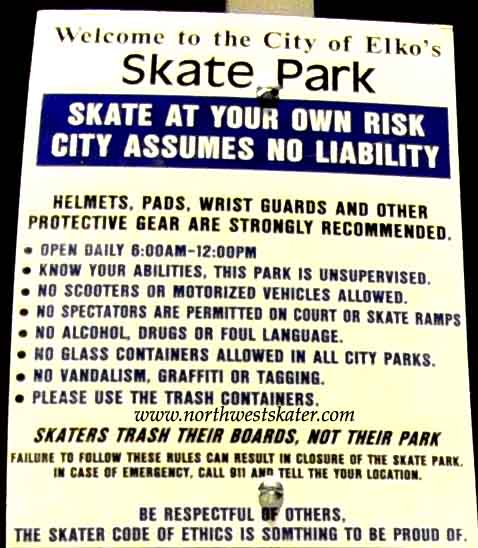 Welcome to the City of Elko's
Skate Park
SKATE AT YOUR OWN RISK
CITY ASSUMES NO LIABILITY
HELMETS, PADS, WRIST GUARDS AND OTHER
PROTECTIVE GEAR ARE STRONGLY RECOMMENDED.
• OPEN DAILY 6:00AM-12:00PM
• KNOW YOUR ABILITIES, THIS PARK IS UNSUPERVISED.
• NO SCOOTERS OR MOTORIZED VEHICLES ALLOWED.
• NO SPECTATORS ARE PERMITTED ON COURT OR SKATE RAMPS
• NO ALCOHOL, DRUGS OR FOUL LANGUAGE.
• NO GLASS CONTAINERS ALLOWED IN ALL CITY PARKS.
• NO VANDALISM, GRAFFITI OR TAGGING.
• PLEASE USE THE TRASH CONTAINERS.
www.northwestskater.com
SKATERS TRASH THEIR BOARDS, NOT THEIR PARK
FAILURE TO FOLLOW THESE RULES CAN RESULT IN CLOSURE OF THE SKATE PARK.
IN CASE OF EMERGENCY, CALL 911 AND TELL THE YOUR LOCATION.
BE RESPECTFUL OF OTHERS,
THE SKATER CODE OF ETHICS IS SOMTHING TO BE PROUD OF.